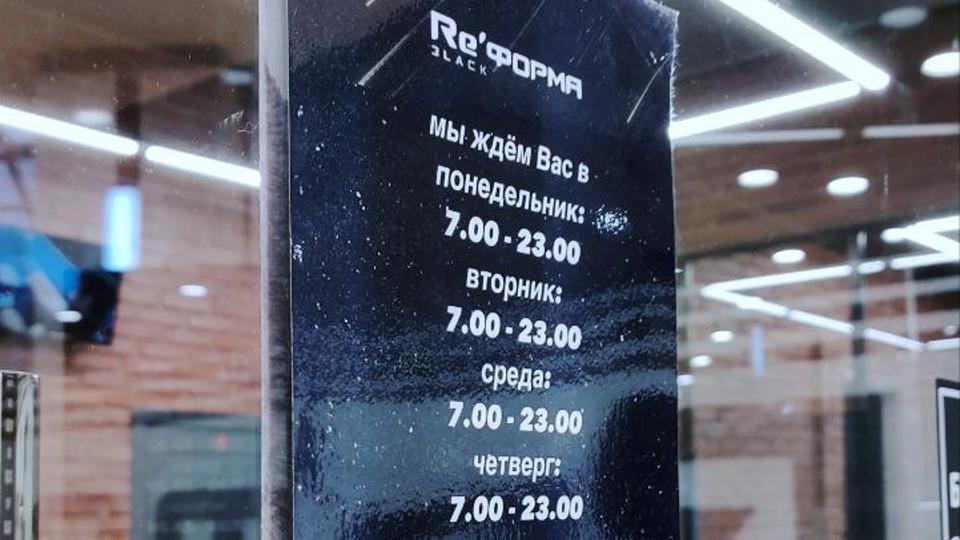 Re'ФОРМА
BLACK
мы ждём Вас в
понедельник:
7.00 - 23.00
вторник:
7.00 - 23.00
среда:
7.00 - 23.00
четверг:
7.00 - 23.00